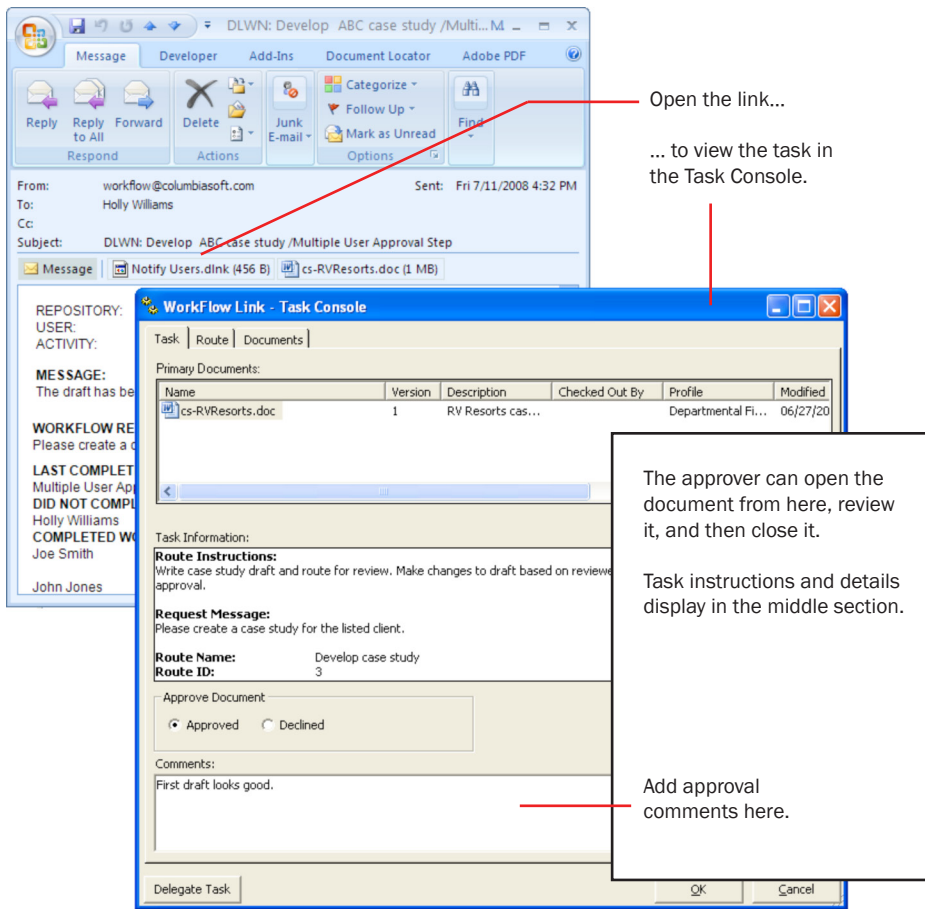 DLWN: Develop ABC case study /Multi... M
Message Developer Add-Ins Document Locator Adobe PDF
Reply
Reply to All
Forward
Respond
Delete
Actions
Junk E-mail
Categorize
Follow Up
Mark as Unread
Options
Find
Open the link...
... to view the task in
the Task Console.
From: workflow@columbiasoft.com Sent: Fri 7/11/2008 4:32 PM
To: Holly Williams
Cc:
Subject: DLWN: Develop ABC case study /Multiple User Approval Step
Message Notify Users.dlnk (456 B) cs-RVResorts.doc (1 MB)
REPOSITORY:
USER:
ACTIVITY:
MESSAGE:
The draft has be
WORKFLOW RE
Please create a c
LAST COMPLET
Multiple User Ap
DID NOT COMPL
Holly Williams
COMPLETED WO
Joe Smith
John Jones
WorkFlow Link - Task Console
Task Route Documents
Primary Documents:
Name Version Description Checked Out By Profile Modified
cs-RVResorts.doc 1 RV Resorts cas... Departmental Fi... 06/27/20
Task Information:
Route Instructions:
Write case study draft and route for review. Make changes to draft based on reviewe
approval.
Request Message:
Please create a case study for the listed client.
Route Name: Develop case study
Route ID: 3
Approve Document
Approved Declined
Comments:
First draft looks good.
Delegate Task OK Cancel
The approver can open the
document from here, review
it, and then close it.
Task instructions and details
display in the middle section.
Add approval
comments here.